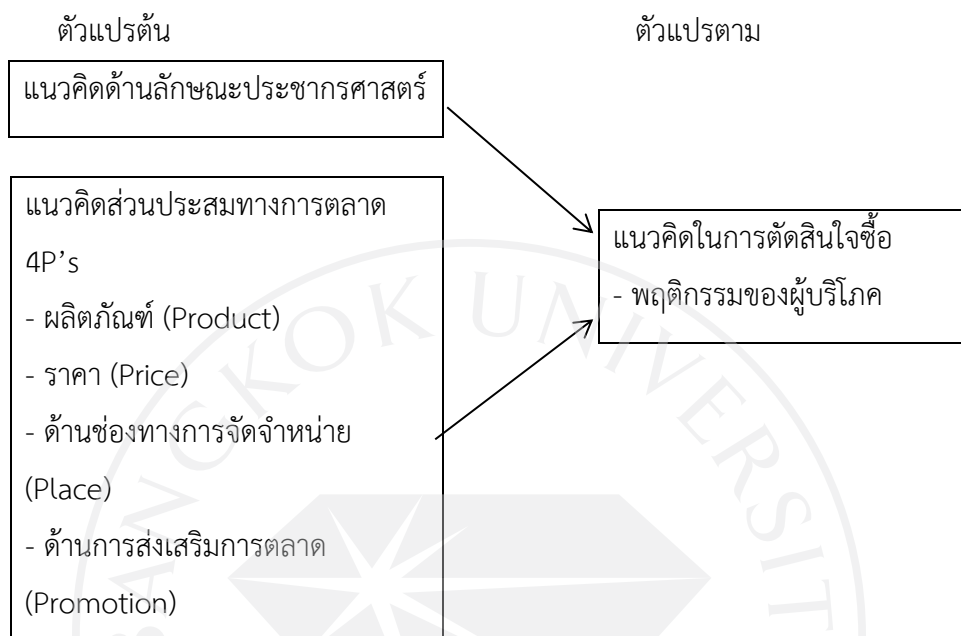 ตัวแปรต้น
ตัวแปรตาม
แนวคิดด้านลักษณะประชากรศาสตร์
แนวคิดส่วนประสมทางการตลาด
4P’s
- ผลิตภัณฑ์ (Product)
- ราคา (Price)
- ด้านช่องทางการจัดจำหน่าย
(Place)
- ด้านการส่งเสริมการตลาด
(Promotion)
แนวคิดในการตัดสินใจซื้อ
- พฤติกรรมของผู้บริโภค
BANGKOK UNIVERSIT